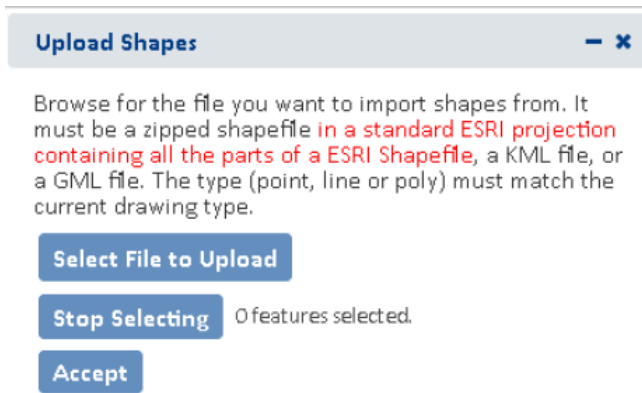 Upload Shapes
Browse for the file you want to import shapes from. It
must be a zipped shapefile in a standard ESRI projection
containing all the parts of a ESRI Shapefile, a KML file, or
a GML file. The type (point, line or poly) must match the
current drawing type.
Select File to Upload
Stop Selecting 0 features selected.
Accept